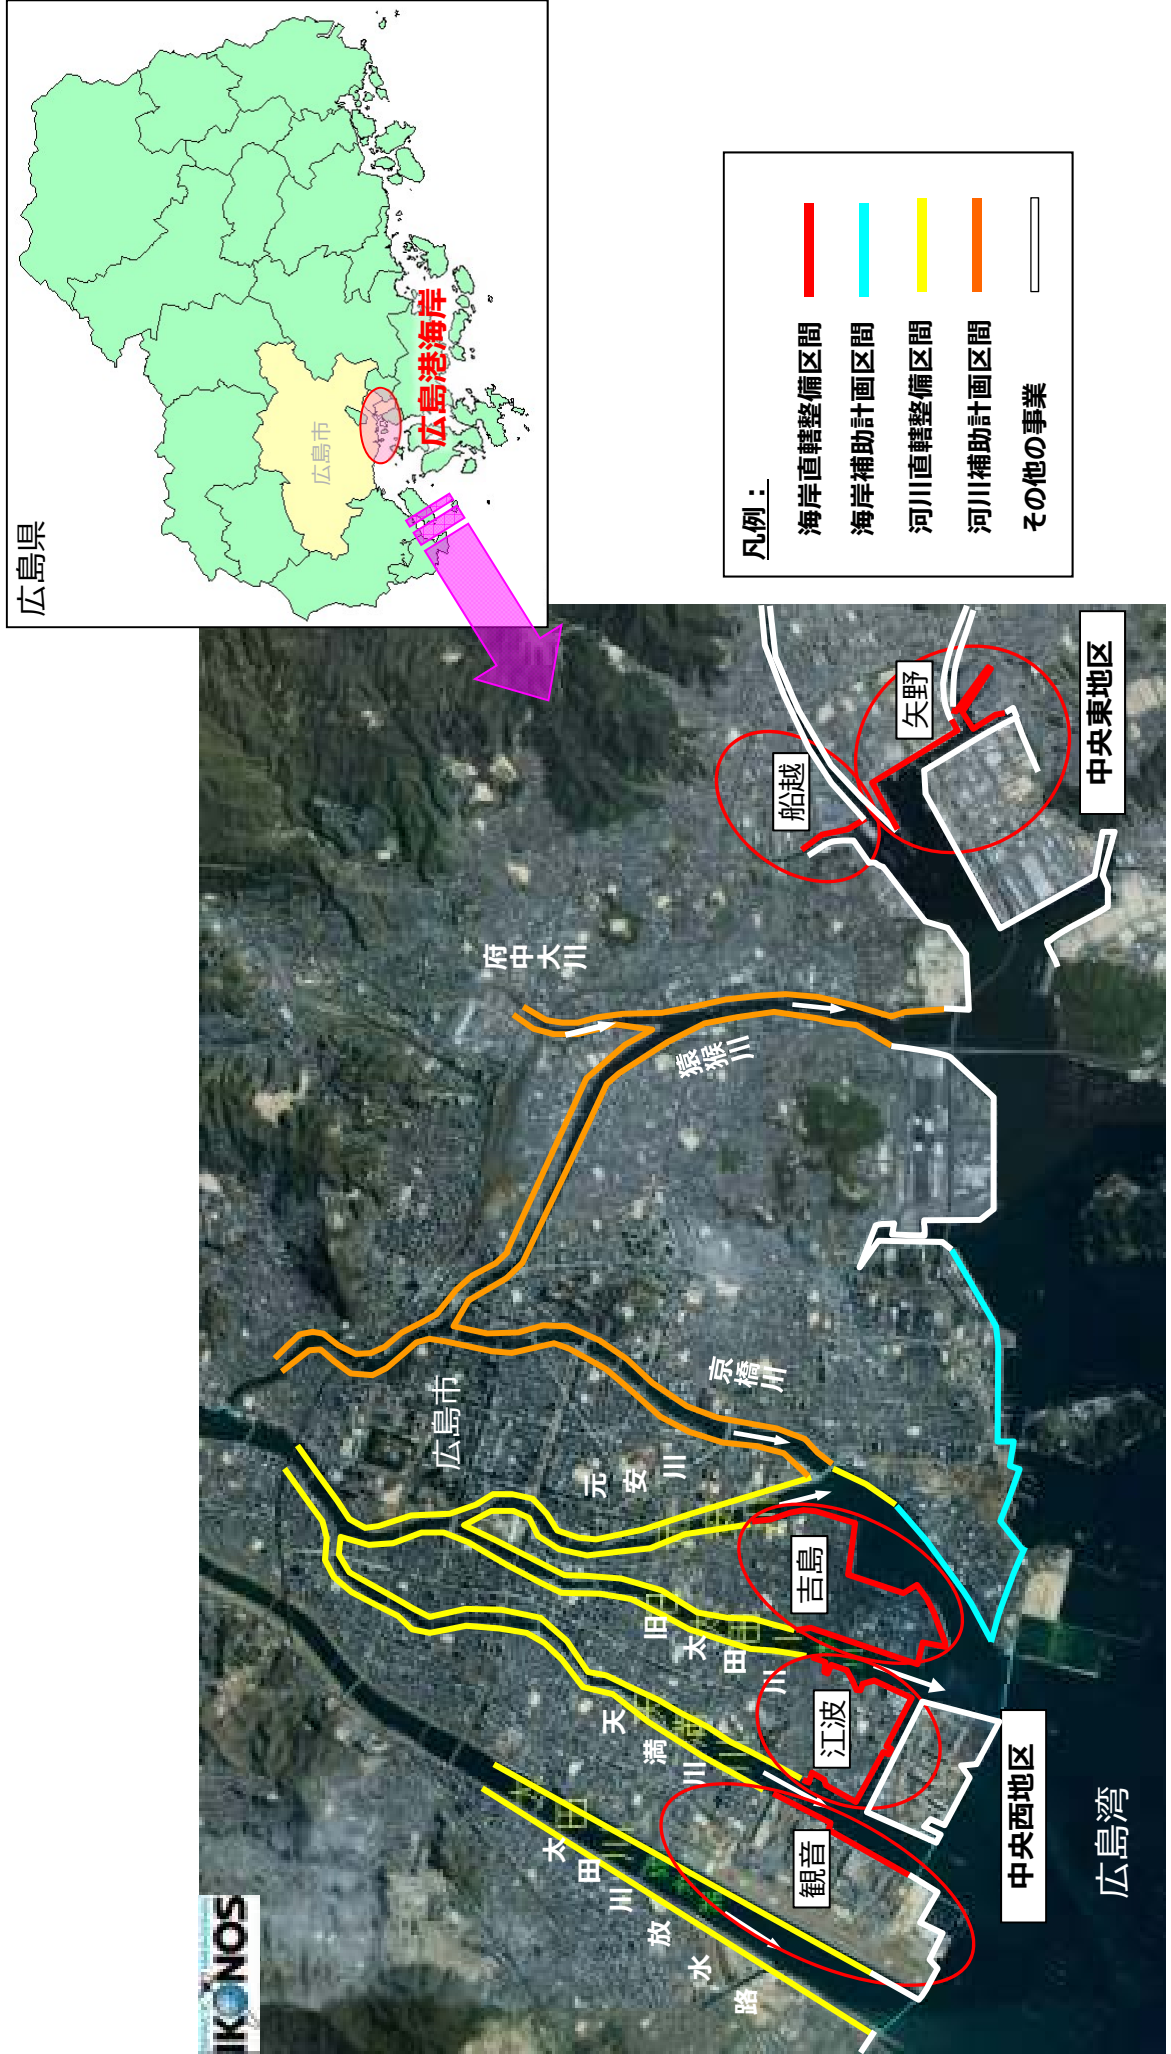 広島県
広島市
広島港海岸
凡例：
海岸直轄整備区間
海岸補助計画区間
河川直轄整備区間
河川補助計画区間
その他の事業
IKONOS
広島市
府中大川
猿猴川
京橋川
元安川
旧太田川
天満川
太田川放水路
船越
矢野
中央東地区
吉島
江波
観音
中央西地区
広島湾